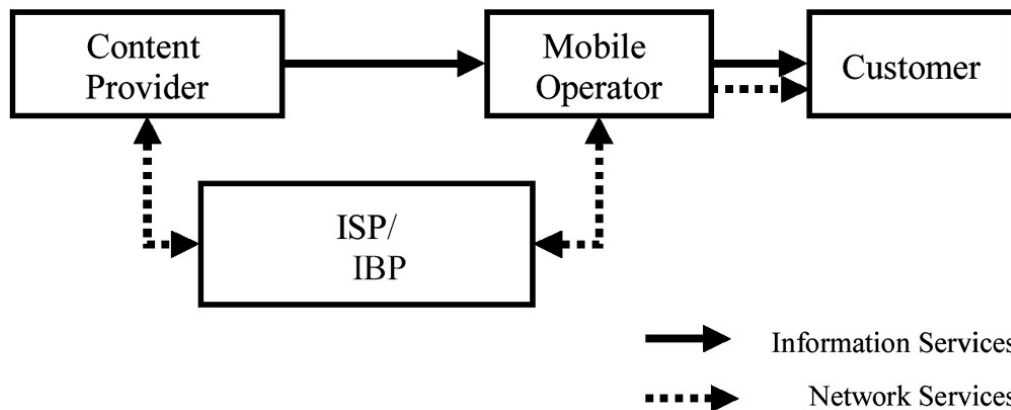 Content
Provider
Mobile
Operator
Customer
ISP/
IBP
Information Services
Network Services